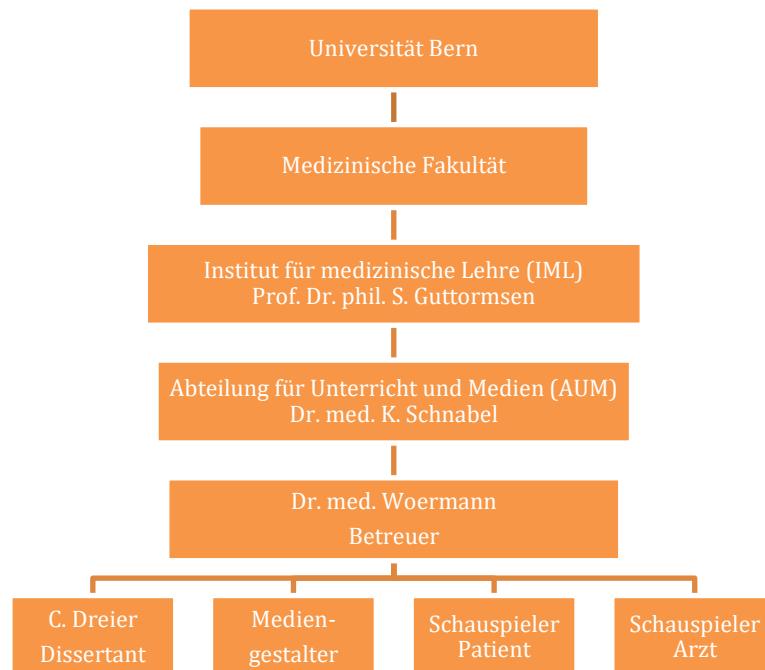 Universität Bern
Medizinische Fakultät
Institut für medizinische Lehre (IML)
Prof. Dr. phil. S. Guttormsen
Abteilung für Unterricht und Medien (AUM)
Dr. med. K. Schnabel
Dr. med. Woermann
Betreuer
C. Dreier
Dissertant
Medien-
gestalter
Schauspieler
Patient
Schauspieler
Arzt